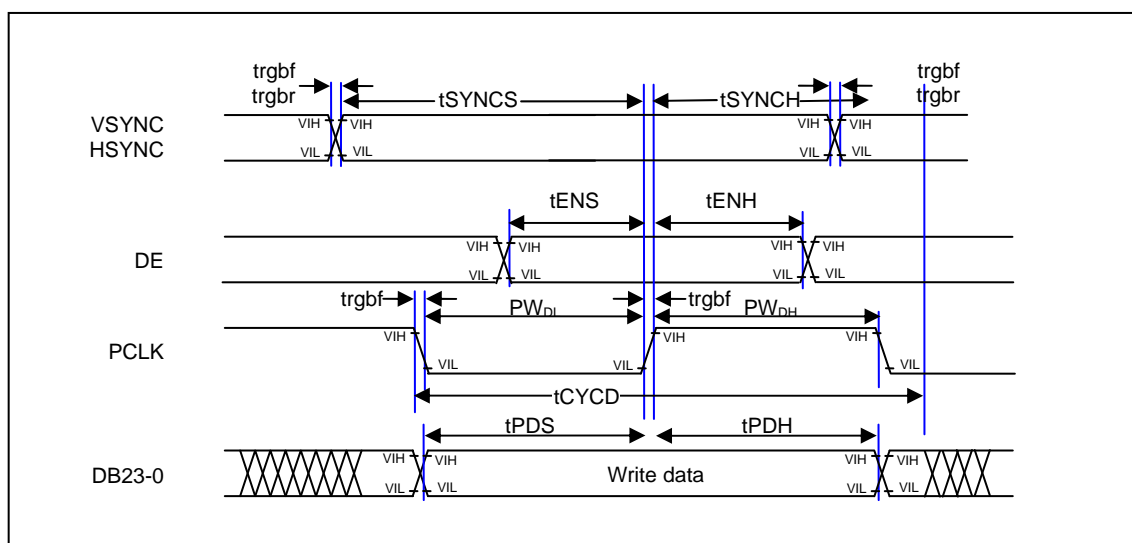 trgbf
trgbr
tSYNCS
tSYNCH
trgbf
trgbr
VSYNC
HSYNC
VIH
VIH
VIH
VIH
VIL
VIL
VIL
VIL
tENS
tENH
DE
VIH
VIH
VIH
VIH
VIL
VIL
VIL
VIL
trgbf
PWDL
trgbf
PWDH
PCLK
VIH
VIH
VIH
VIL
VIL
VIL
tCYCD
tPDS
tPDH
DB23-0
VIH
VIH
Write data
VIH
VIH
VIL
VIL
VIL
VIL